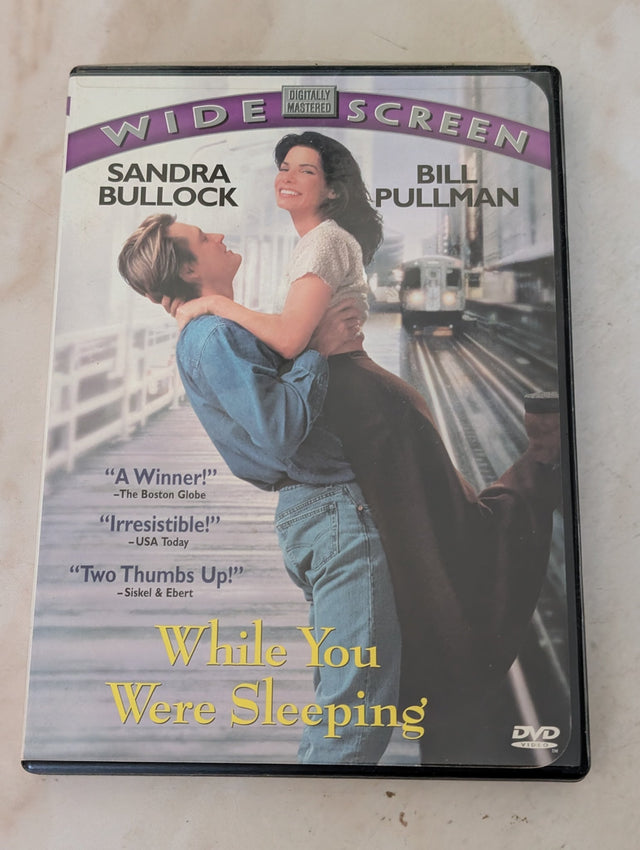 WIDE DIGITALLY MASTERED SCREEN
SANDRA
BULLOCK
BILL
PULLMAN
“A Winner!”
–The Boston Globe
“Irresistible!”
–USA Today
“Two Thumbs Up!”
–Siskel & Ebert
While You
Were Sleeping
DVD
VIDEO
TM